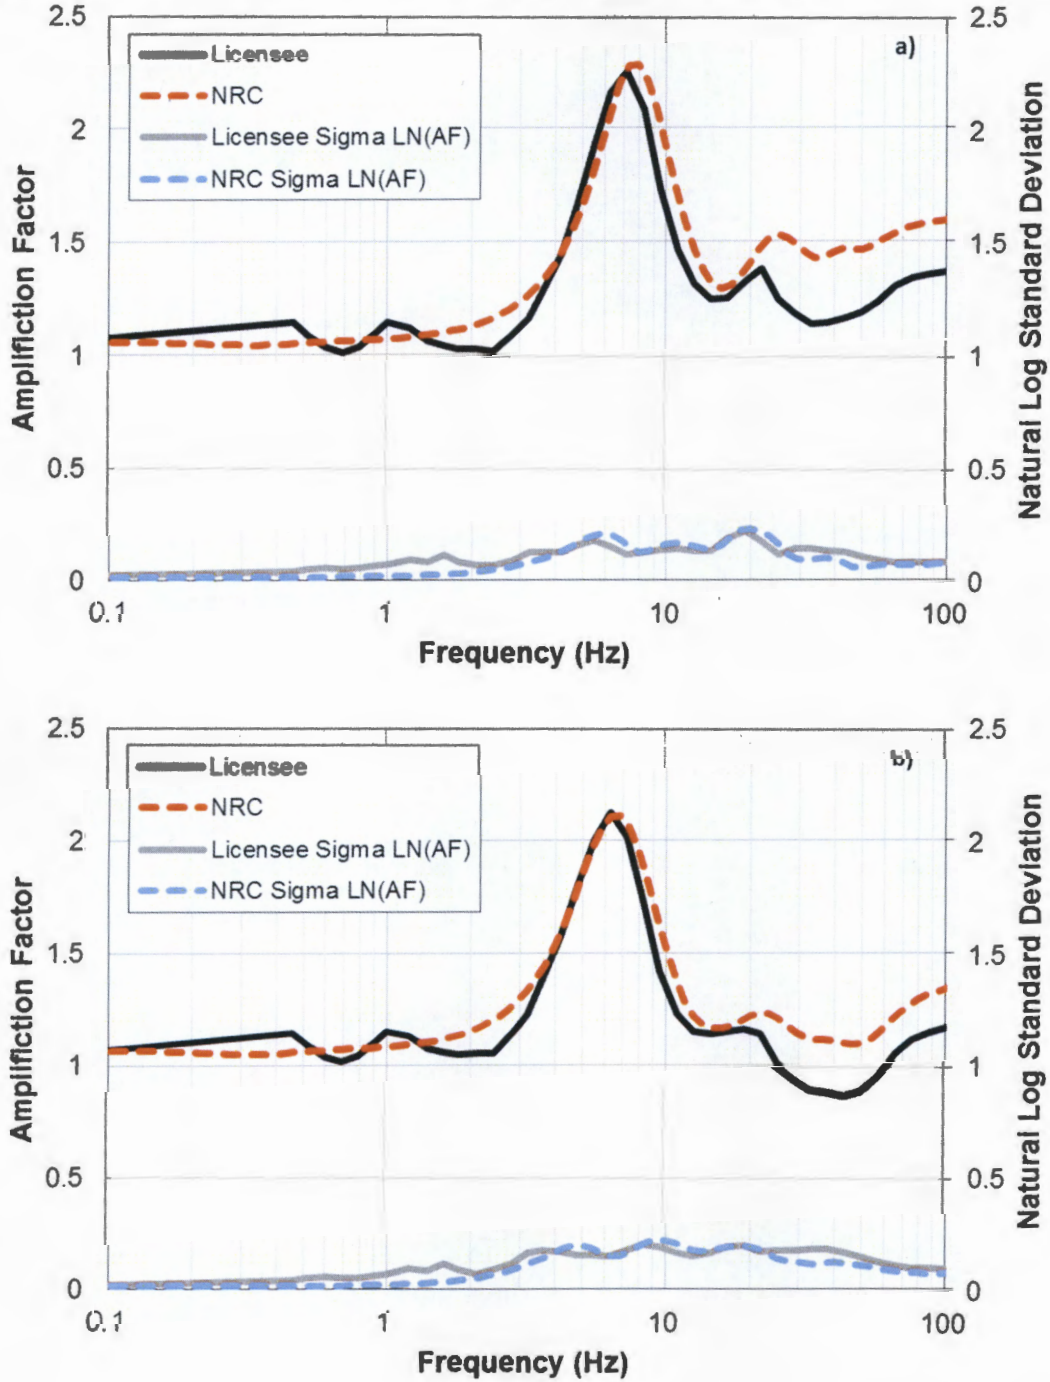 2.5
2.5
a)
Licensee
NRC
Licensee Sigma LN(AF)
NRC Sigma LN(AF)
2
2
1.5
1.5
1
1
0.5
0.5
0
0
Amplifiction Factor
Natural Log Standard Deviation
0.1
1
10
100
Frequency (Hz)
2.5
2.5
b)
Licensee
NRC
Licensee Sigma LN(AF)
NRC Sigma LN(AF)
2
2
1.5
1.5
1
1
0.5
0.5
0
0
Amplifiction Factor
Natural Log Standard Deviation
0.1
1
10
100
Frequency (Hz)